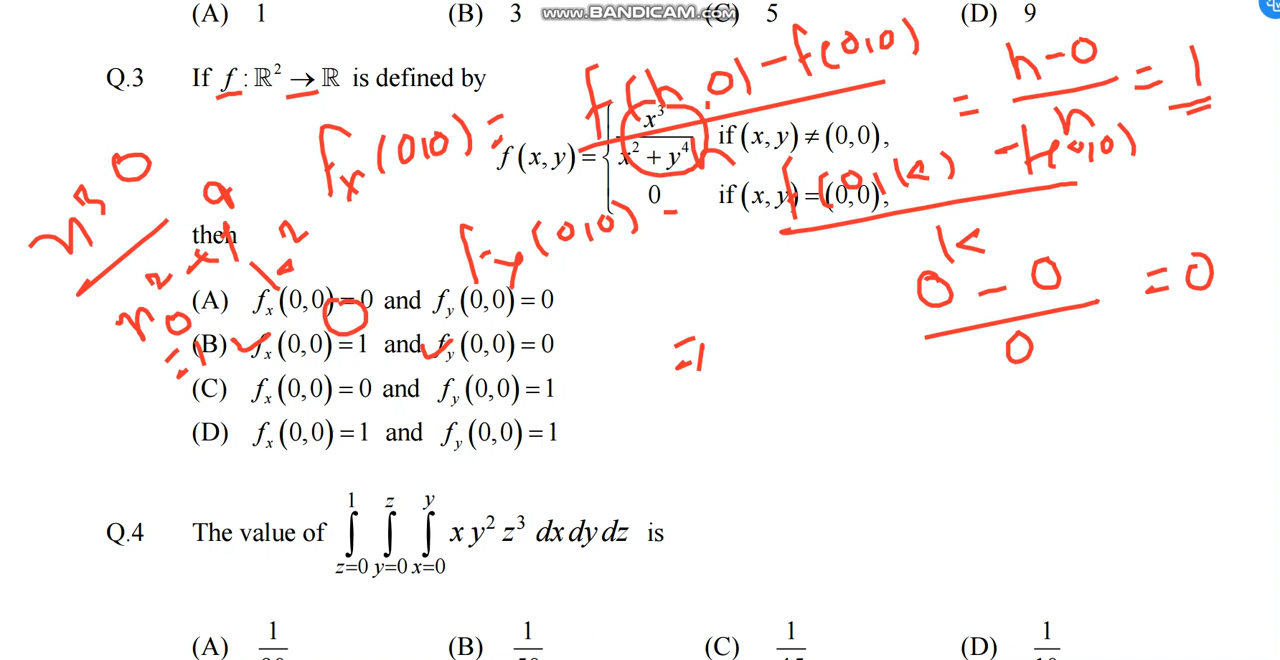 (A) 1 (B) 3 (C) 5 (D) 9
www.BANDICAM.com
Q.3 If f : ℝ² → ℝ is defined by
f(h,0) − f(0,0)
= h−0 / h = 1
fₓ(0,0) =
h
f(x,y) = { x³ / (x² + y⁴) if (x,y) ≠ (0,0),
0 if (x,y) = (0,0),
f(0,k) − f(0,0)
k
f_y(0,0) =
0 − 0 / 0 = 0
then
(A) fₓ(0,0) = 0 and f_y(0,0) = 0
(B) fₓ(0,0) = 1 and f_y(0,0) = 0
= 1
(C) fₓ(0,0) = 0 and f_y(0,0) = 1
(D) fₓ(0,0) = 1 and f_y(0,0) = 1
Q.4 The value of ∫_{z=0}^{1} ∫_{y=0}^{z} ∫_{x=0}^{y} x y² z³ dx dy dz is
(A) 1 (B) 1 (C) 1 (D) 1